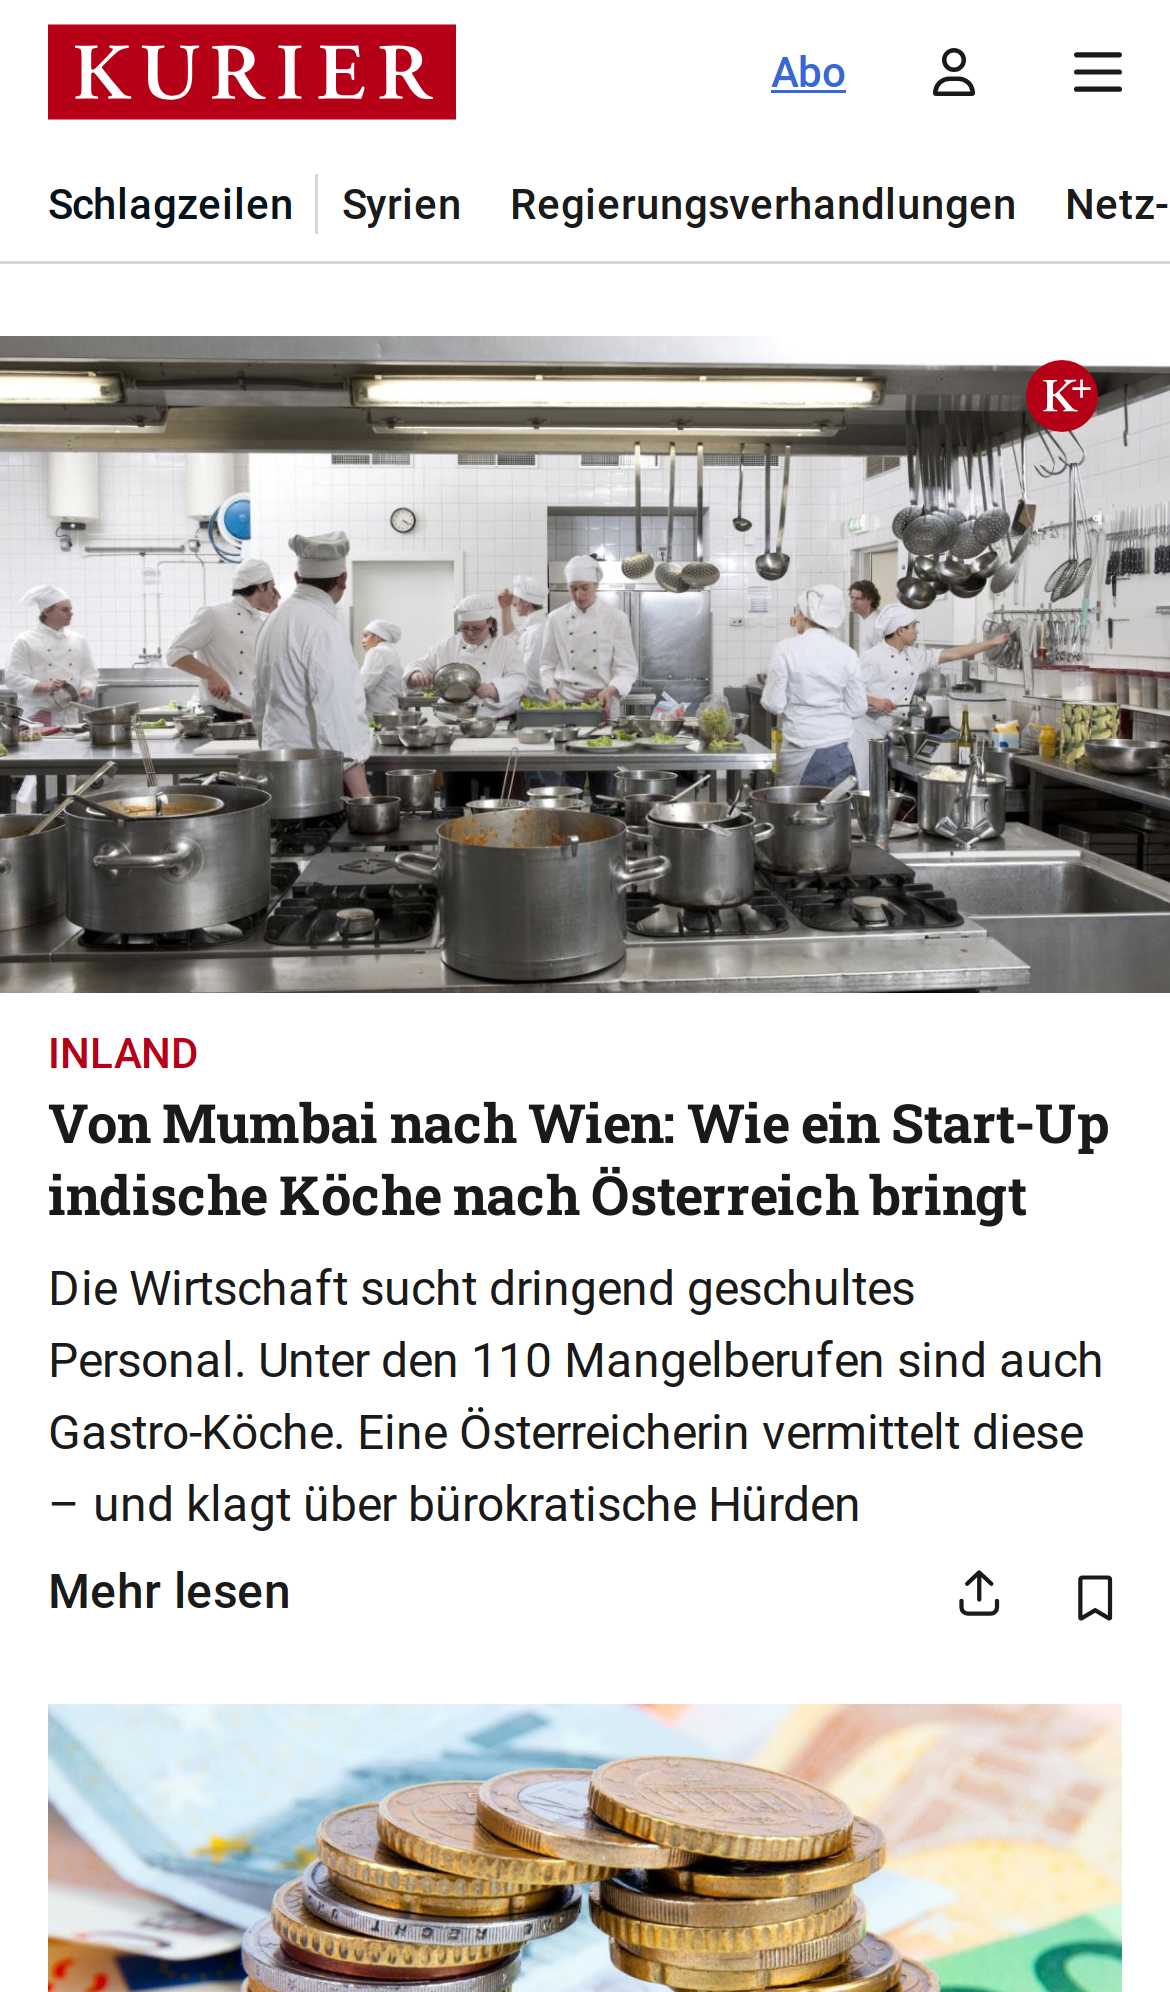 KURIER
Abo
Schlagzeilen
Syrien
Regierungsverhandlungen
Netz-
K+
INLAND
Von Mumbai nach Wien: Wie ein Start-Up
indische Köche nach Österreich bringt
Die Wirtschaft sucht dringend geschultes
Personal. Unter den 110 Mangelberufen sind auch
Gastro-Köche. Eine Österreicherin vermittelt diese
– und klagt über bürokratische Hürden
Mehr lesen